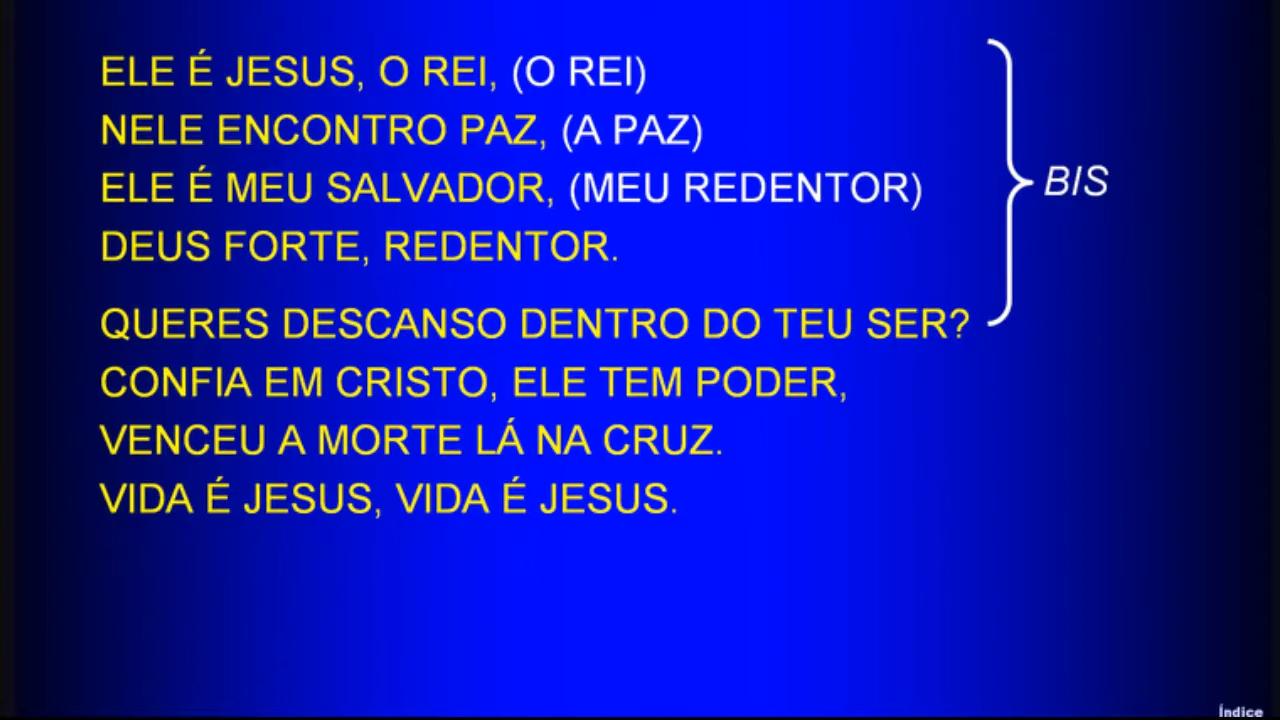 ELE É JESUS, O REI, (O REI)
NELE ENCONTRO PAZ, (A PAZ)
ELE É MEU SALVADOR, (MEU REDENTOR)
BIS
DEUS FORTE, REDENTOR.
QUERES DESCANSO DENTRO DO TEU SER?
CONFIA EM CRISTO, ELE TEM PODER,
VENCEU A MORTE LÁ NA CRUZ.
VIDA É JESUS, VIDA É JESUS.
Índice